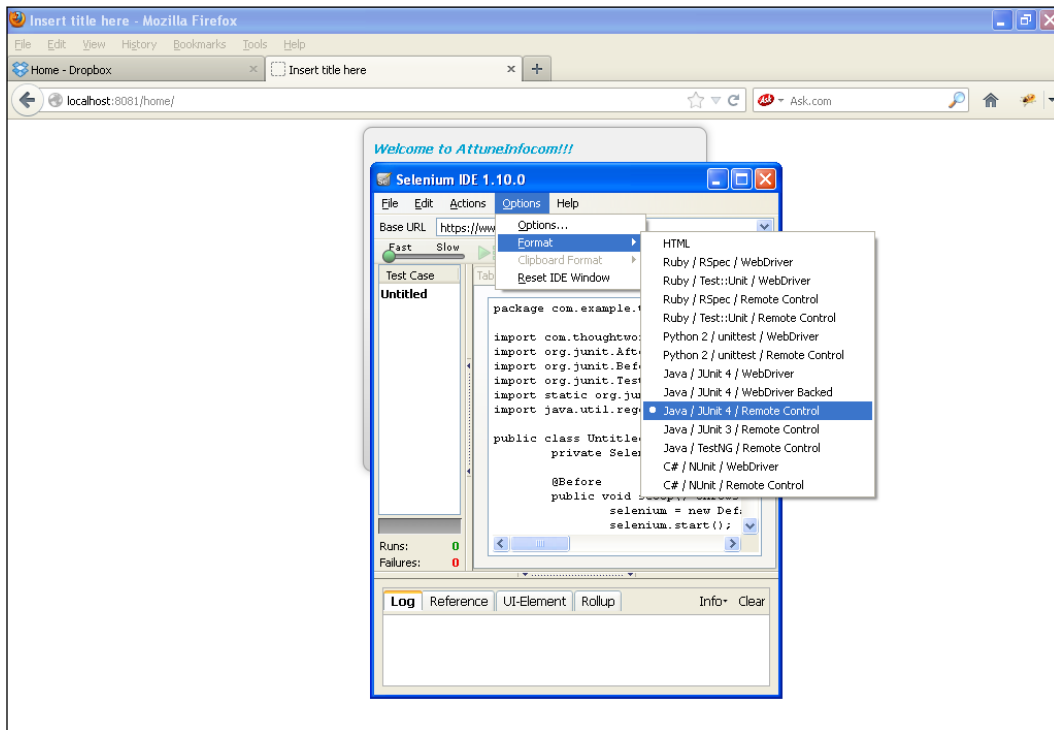 Insert title here - Mozilla Firefox
File Edit View History Bookmarks Tools Help
Home - Dropbox × Insert title here × +
localhost:8081/home/ Ask.com
Welcome to AttuneInfocom!!!
Selenium IDE 1.10.0
File Edit Actions Options Help
Base URL https://ww
Options...
Format
Clipboard Format
Reset IDE Window
Fast Slow
HTML
Ruby / RSpec / WebDriver
Ruby / Test::Unit / WebDriver
Ruby / RSpec / Remote Control
Ruby / Test::Unit / Remote Control
Python 2 / unittest / WebDriver
Python 2 / unittest / Remote Control
Java / JUnit 4 / WebDriver
Java / JUnit 4 / WebDriver Backed
Java / JUnit 4 / Remote Control
Java / JUnit 3 / Remote Control
Java / TestNG / Remote Control
C# / NUnit / WebDriver
C# / NUnit / Remote Control
Test Case Tab
Untitled
package com.example.
import com.thoughtwo
import org.junit.Aft
import org.junit.Bef
import org.junit.Tes
import static org.ju
import java.util.reg
public class Untitle
private Sele
@Before
public void
selenium = new Def
selenium.start();
Runs: 0
Failures: 0
Log Reference UI-Element Rollup Info Clear